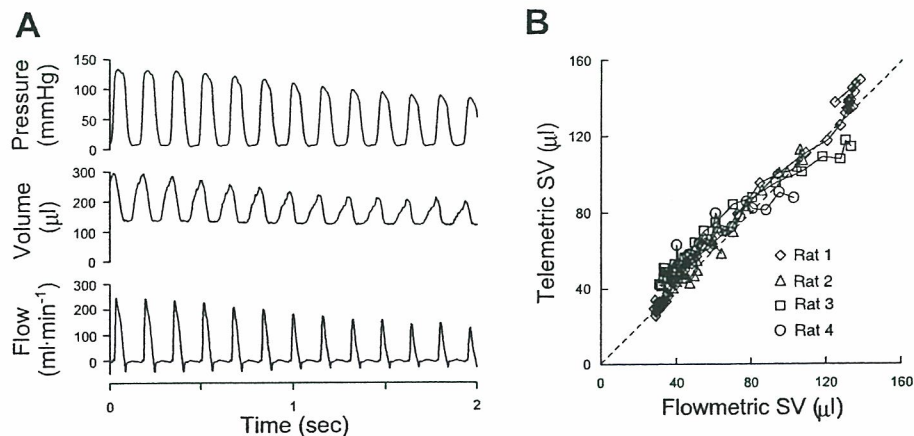 A
Pressure
(mmHg)
150
100
50
0
Volume
(µl)
300
200
100
0
Flow
(ml·min⁻¹)
300
200
100
0
0
1
2
Time (sec)
B
Telemetric SV (µl)
160
120
80
40
0
◇ Rat 1
△ Rat 2
□ Rat 3
○ Rat 4
0
40
80
120
160
Flowmetric SV (µl)